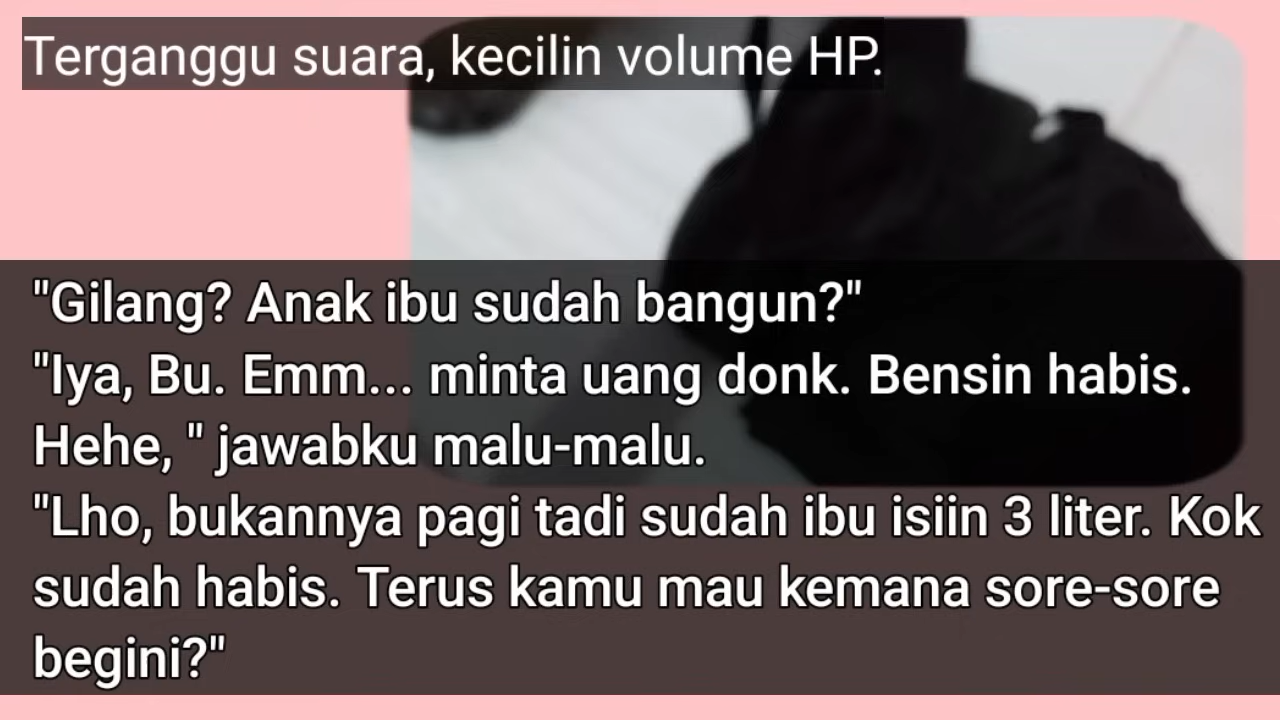 Terganggu suara, kecilin volume HP.
"Gilang? Anak ibu sudah bangun?"
"Iya, Bu. Emm... minta uang donk. Bensin habis.
Hehe, " jawabku malu-malu.
"Lho, bukannya pagi tadi sudah ibu isiin 3 liter. Kok
sudah habis. Terus kamu mau kemana sore-sore
begini?"